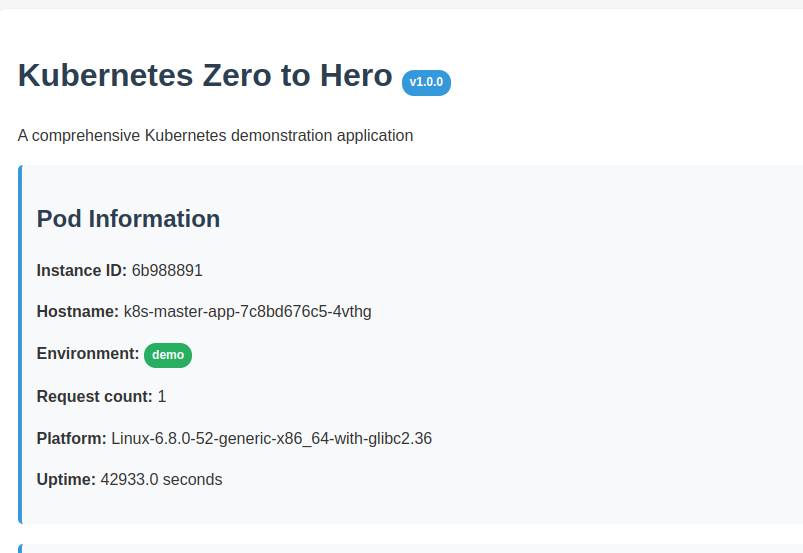 Kubernetes Zero to Hero v1.0.0
A comprehensive Kubernetes demonstration application
Pod Information
Instance ID: 6b988891
Hostname: k8s-master-app-7c8bd676c5-4vthg
Environment: demo
Request count: 1
Platform: Linux-6.8.0-52-generic-x86_64-with-glibc2.36
Uptime: 42933.0 seconds